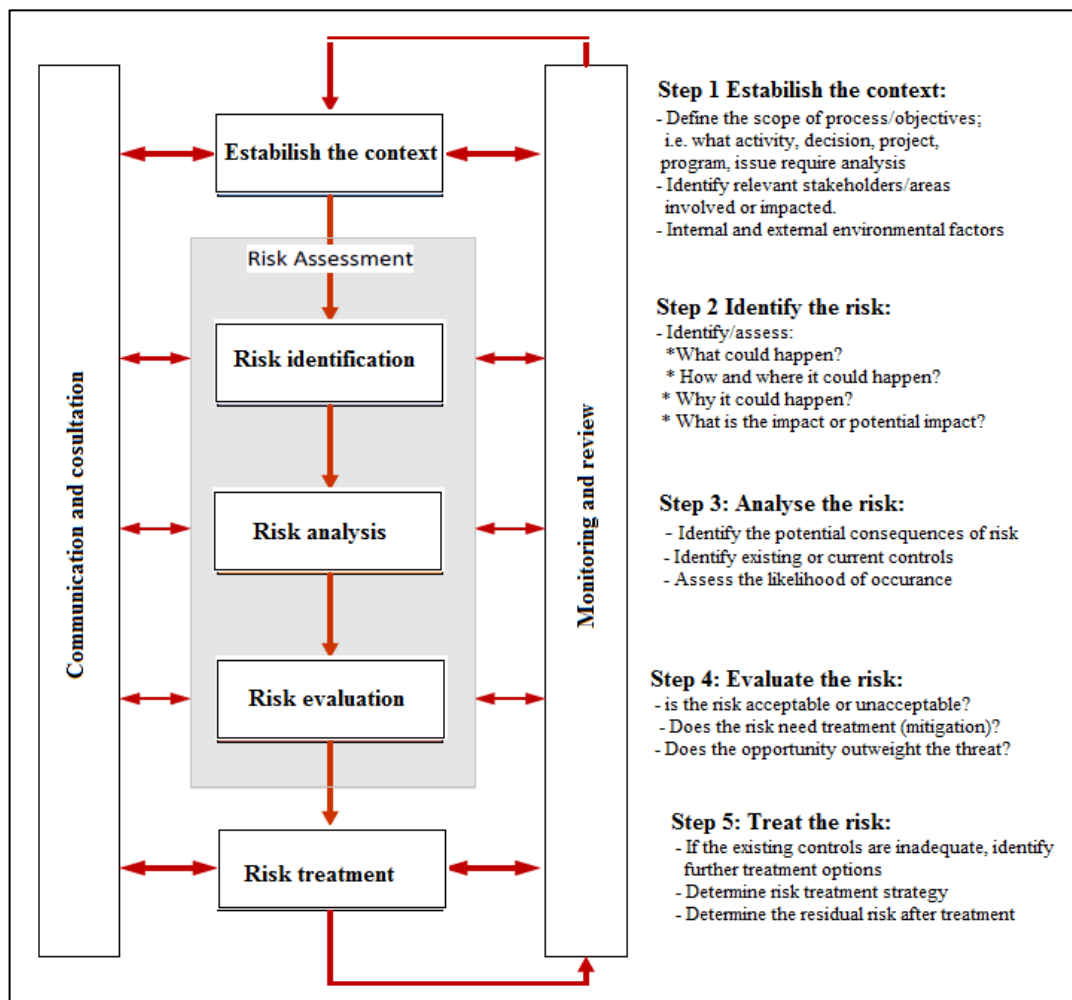 Communication and cosultation
Estabilish the context
Risk Assessment
Risk identification
Risk analysis
Risk evaluation
Risk treatment
Monitoring and review
Step 1 Estabilish the context:
- Define the scope of process/objectives;
i.e. what activity, decision, project,
program, issue require analysis
- Identify relevant stakeholders/areas
involved or impacted.
- Internal and external environmental factors
Step 2 Identify the risk:
- Identify/assess:
*What could happen?
* How and where it could happen?
* Why it could happen?
* What is the impact or potential impact?
Step 3: Analyse the risk:
- Identify the potential consequences of risk
- Identify existing or current controls
- Assess the likelihood of occurance
Step 4: Evaluate the risk:
- is the risk acceptable or unacceptable?
- Does the risk need treatment (mitigation)?
- Does the opportunity outweight the threat?
Step 5: Treat the risk:
- If the existing controls are inadequate, identify
further treatment options
- Determine risk treatment strategy
- Determine the residual risk after treatment